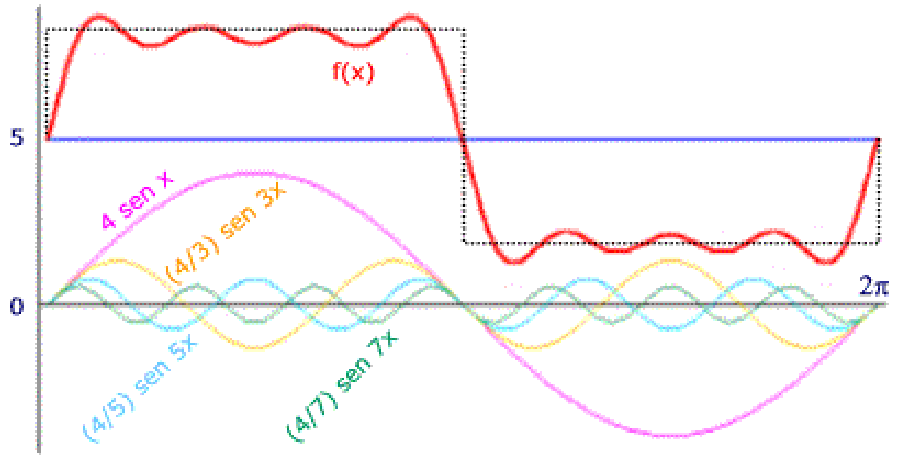 f(x)
5
4 sen x
(4/3) sen 3x
2π
0
(4/5) sen 5x
(4/7) sen 7x